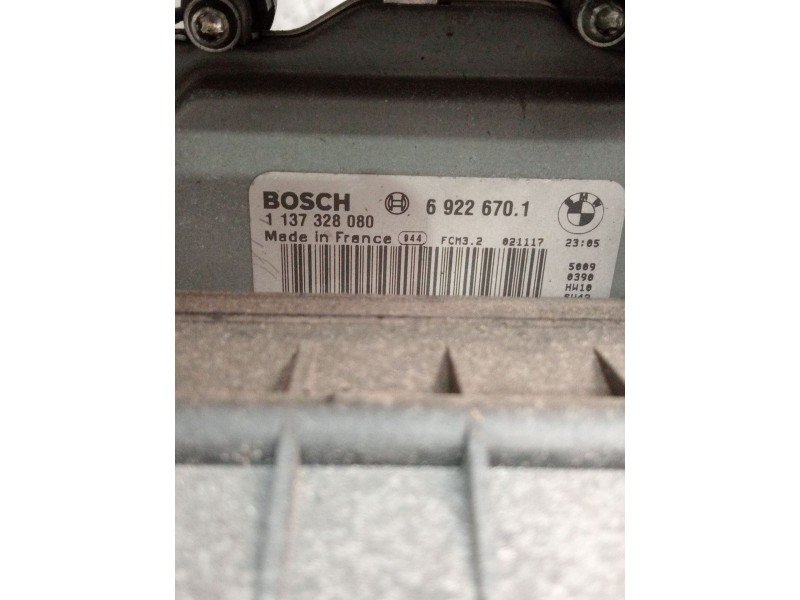 BOSCH 6 922 670.1 BMW
1 137 328 080
Made in France 944 FCM3.2 021117 23:05
5009
0390
HW10